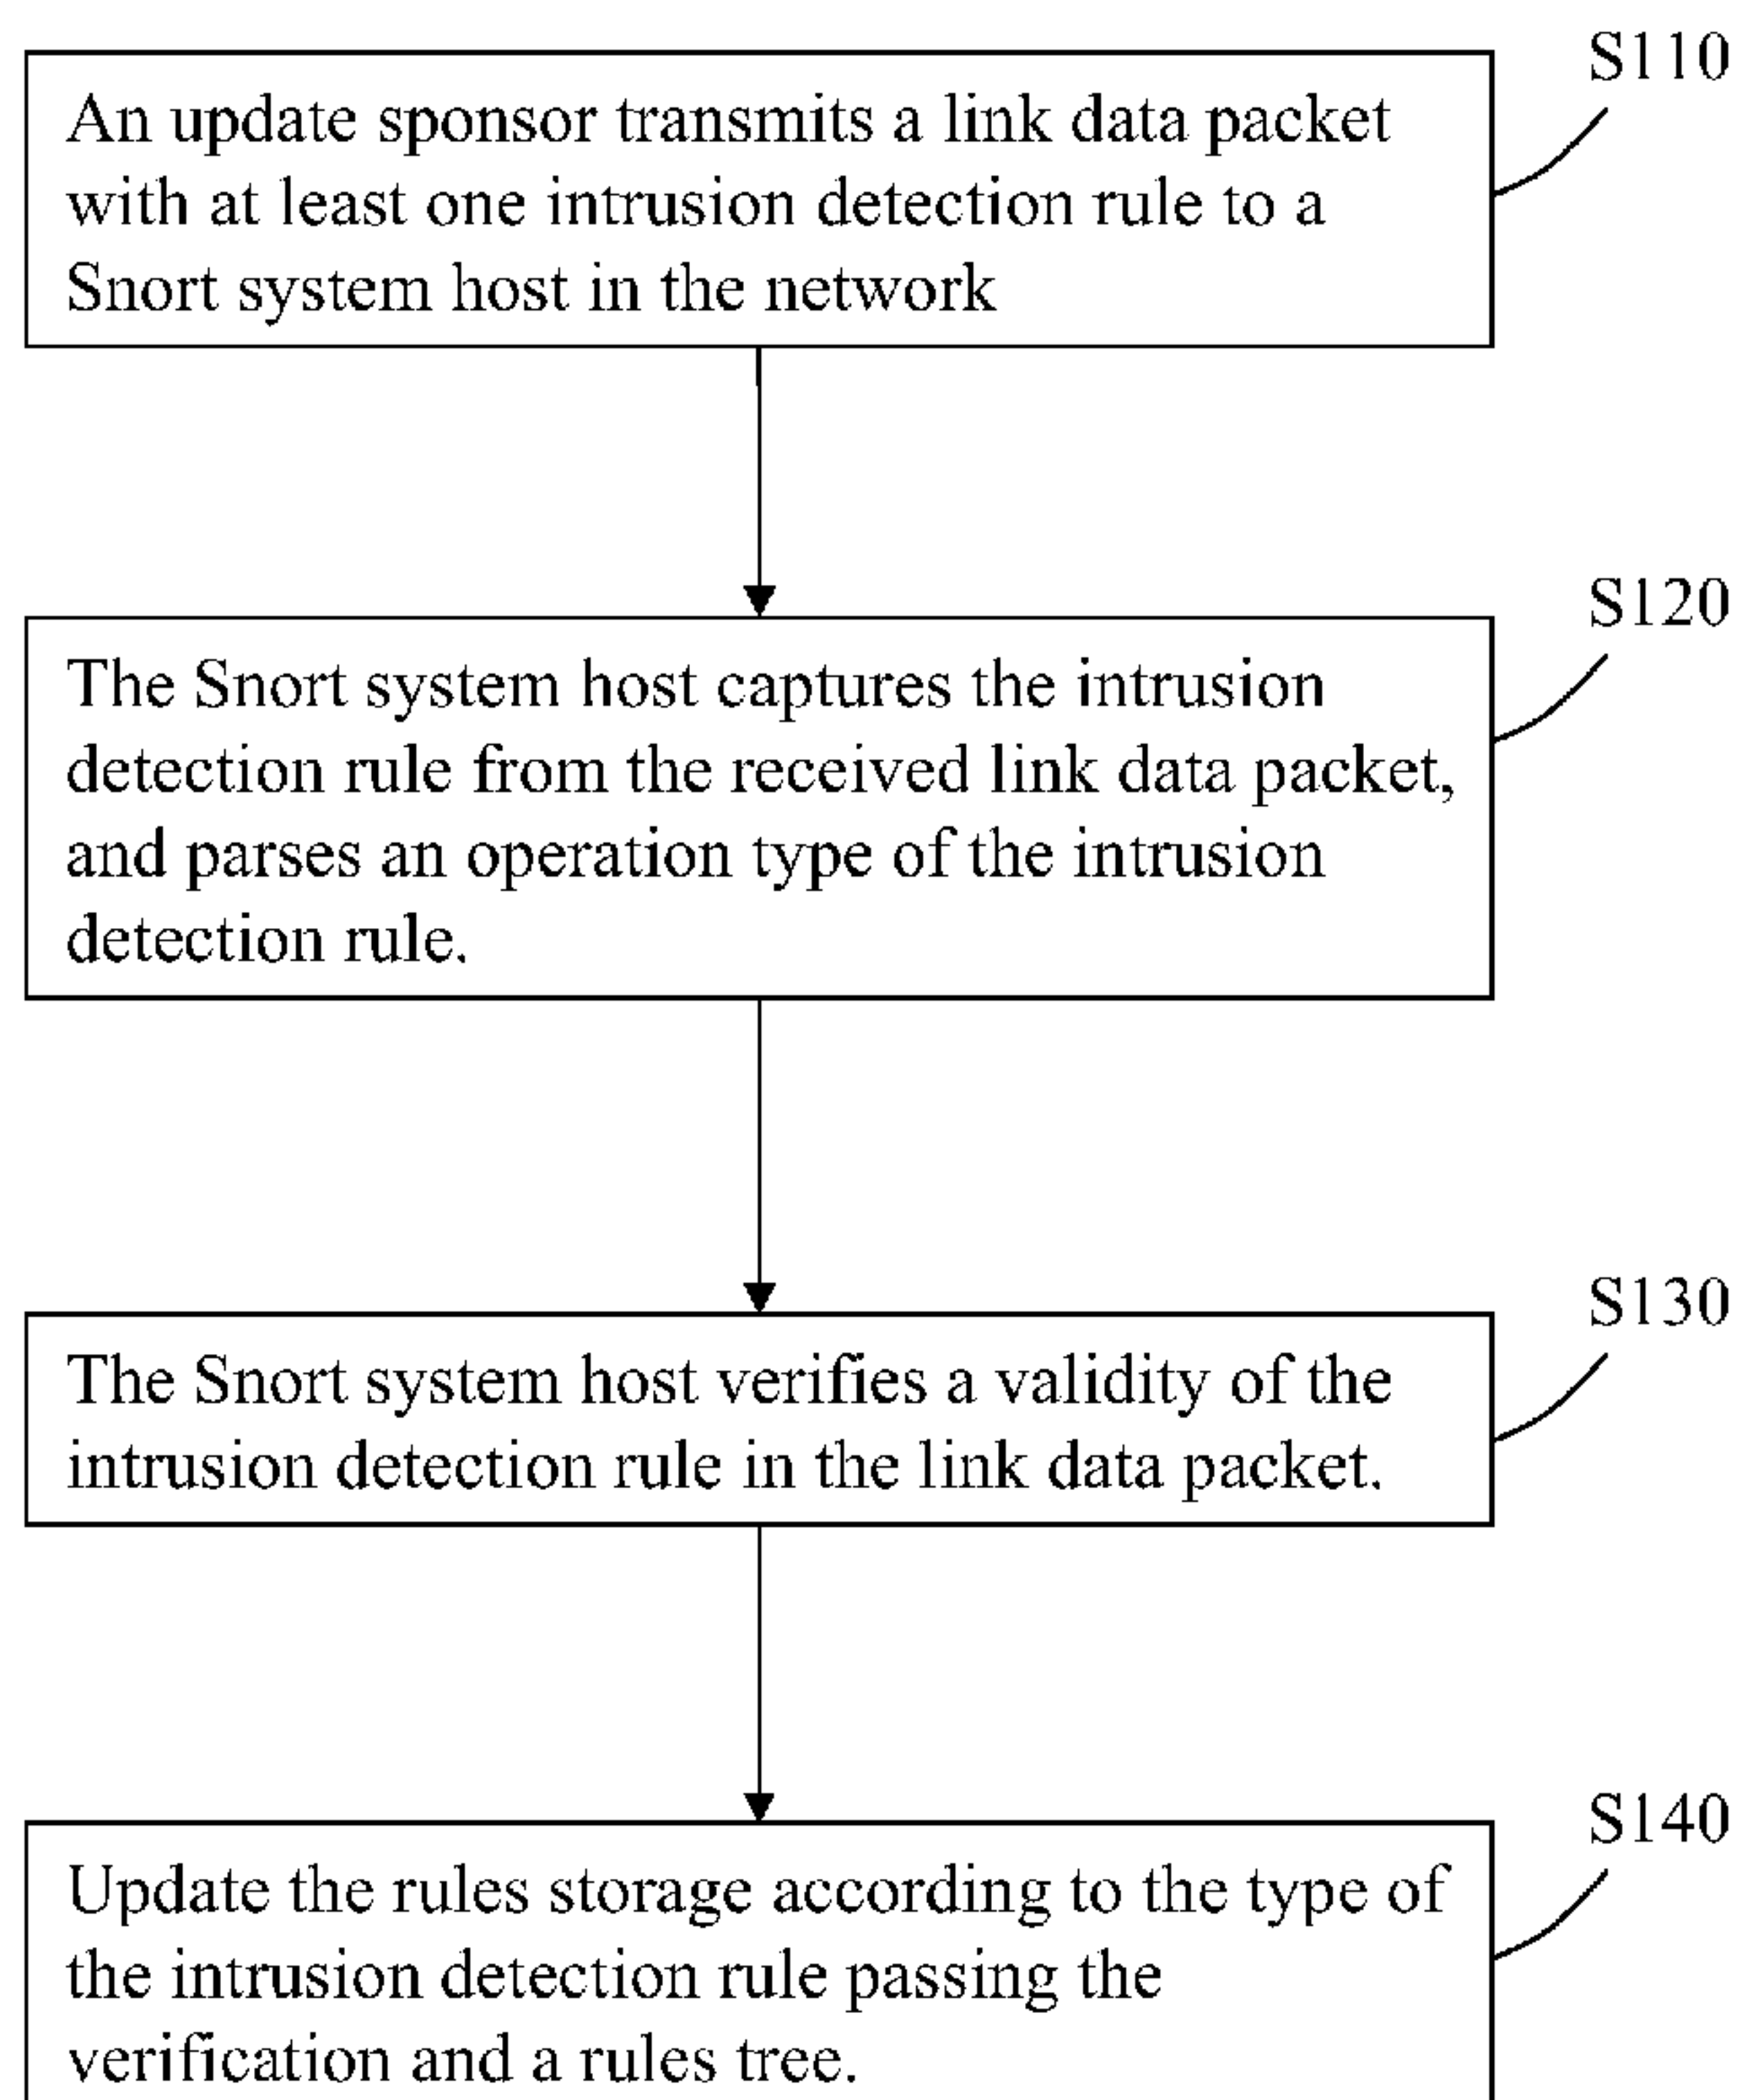 S110
An update sponsor transmits a link data packet
with at least one intrusion detection rule to a
Snort system host in the network
S120
The Snort system host captures the intrusion
detection rule from the received link data packet,
and parses an operation type of the intrusion
detection rule.
S130
The Snort system host verifies a validity of the
intrusion detection rule in the link data packet.
S140
Update the rules storage according to the type of
the intrusion detection rule passing the
verification and a rules tree.